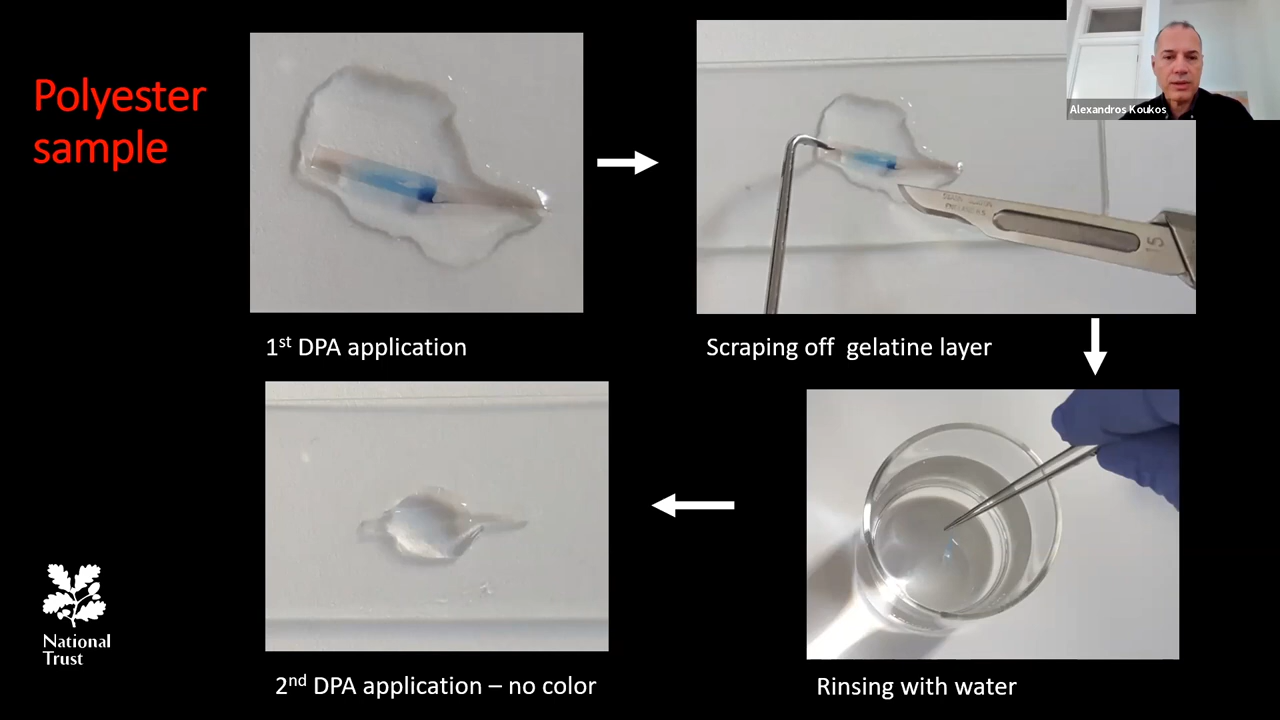 Polyester
sample
Alexandros Koukos
1st DPA application
Scraping off gelatine layer
15
2nd DPA application – no color
Rinsing with water
National
Trust